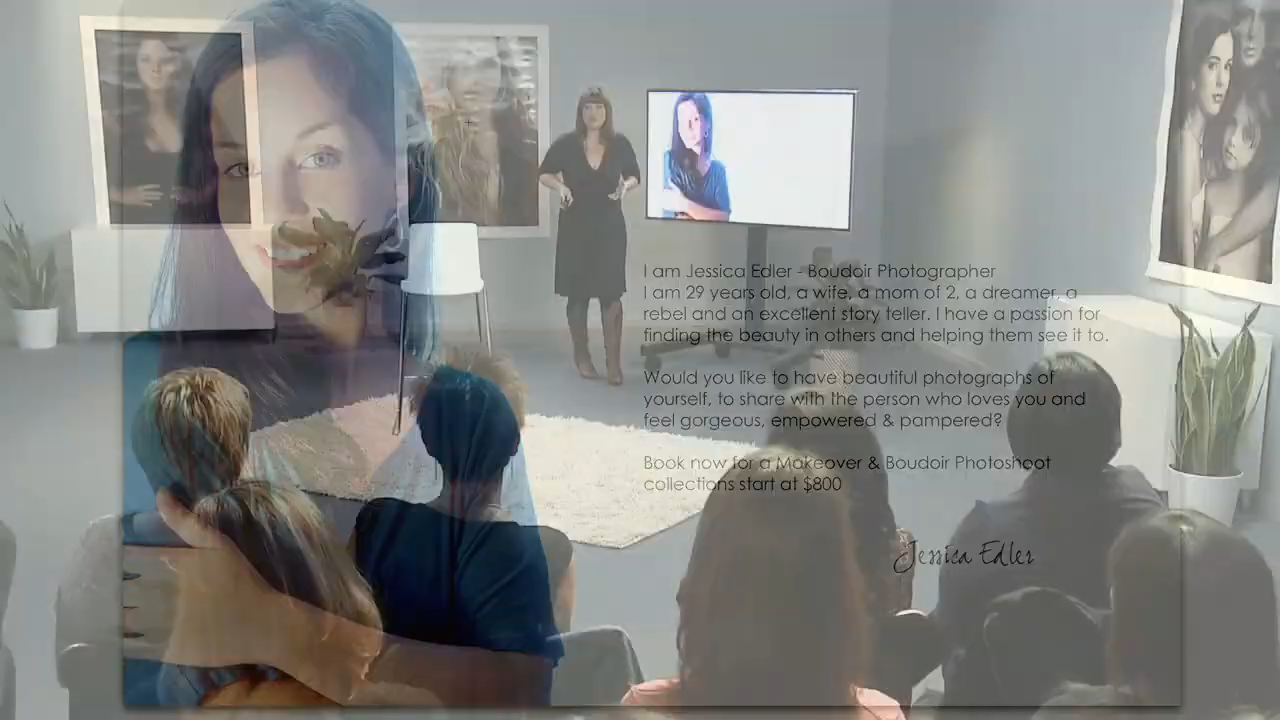 I am Jessica Edler - Boudoir Photographer
I am 29 years old, a wife, a mom of 2, a dreamer, a
rebel and an excellent story teller. I have a passion for
finding the beauty in others and helping them see it to.
Would you like to have beautiful photographs of
yourself, to share with the person who loves you and
feel gorgeous, empowered & pampered?
Book now for a Makeover & Boudoir Photoshoot
collections start at $800
Jessica Edler